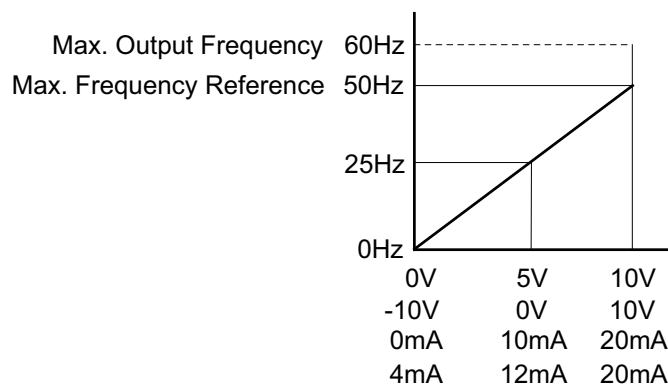 Max. Output Frequency 60Hz
Max. Frequency Reference 50Hz
25Hz
0Hz
0V 5V 10V
-10V 0V 10V
0mA 10mA 20mA
4mA 12mA 20mA